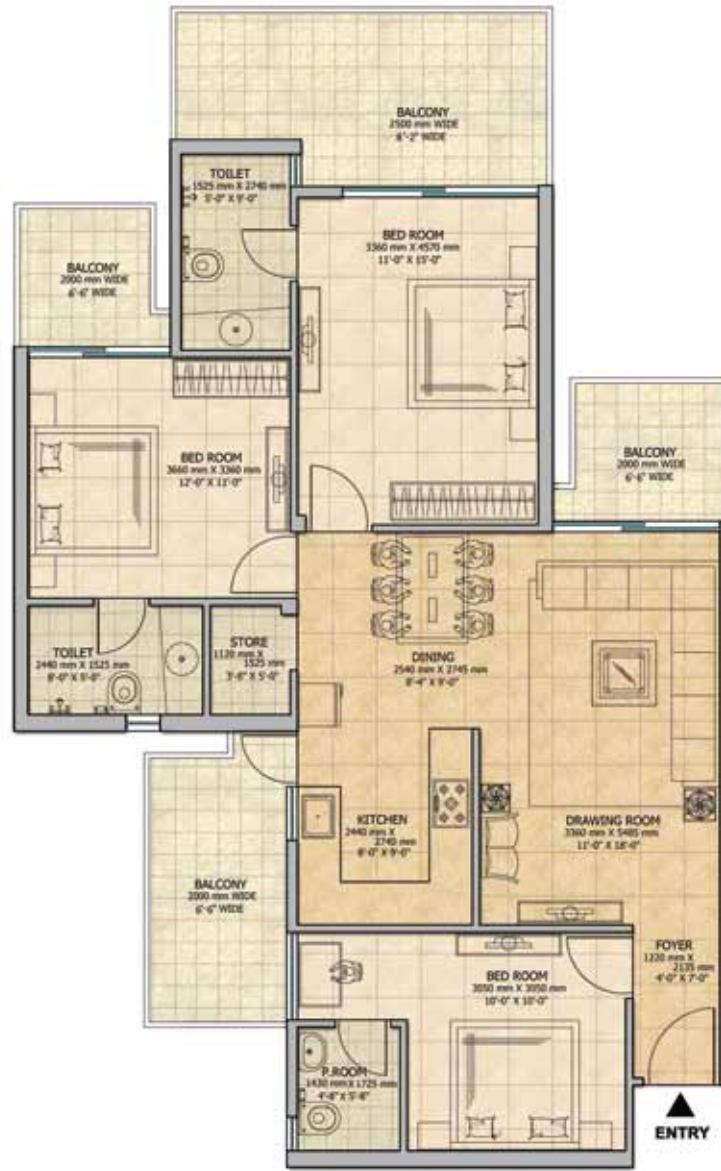 BALCONY
2500 mm WIDE
8'-2" WIDE
TOILET
1525 mm X 2740 mm
5'-0" X 9'-0"
BED ROOM
3360 mm X 4570 mm
11'-0" X 15'-0"
BALCONY
2000 mm WIDE
6'-6" WIDE
BED ROOM
3660 mm X 3360 mm
12'-0" X 11'-0"
BALCONY
2000 mm WIDE
6'-6" WIDE
TOILET
2440 mm X 1525 mm
8'-0" X 5'-0"
STORE
1120 mm X
1525 mm
3'-8" X 5'-0"
DINING
2540 mm X 2745 mm
8'-4" X 9'-0"
KITCHEN
2440 mm X
2740 mm
8'-0" X 9'-0"
DRAWING ROOM
3360 mm X 5485 mm
11'-0" X 18'-0"
BALCONY
2000 mm WIDE
6'-6" WIDE
BED ROOM
3050 mm X 3050 mm
10'-0" X 10'-0"
FOYER
1220 mm X
2135 mm
4'-0" X 7'-0"
P.ROOM
1430 mm X 1725 mm
4'-8" X 5'-8"
ENTRY